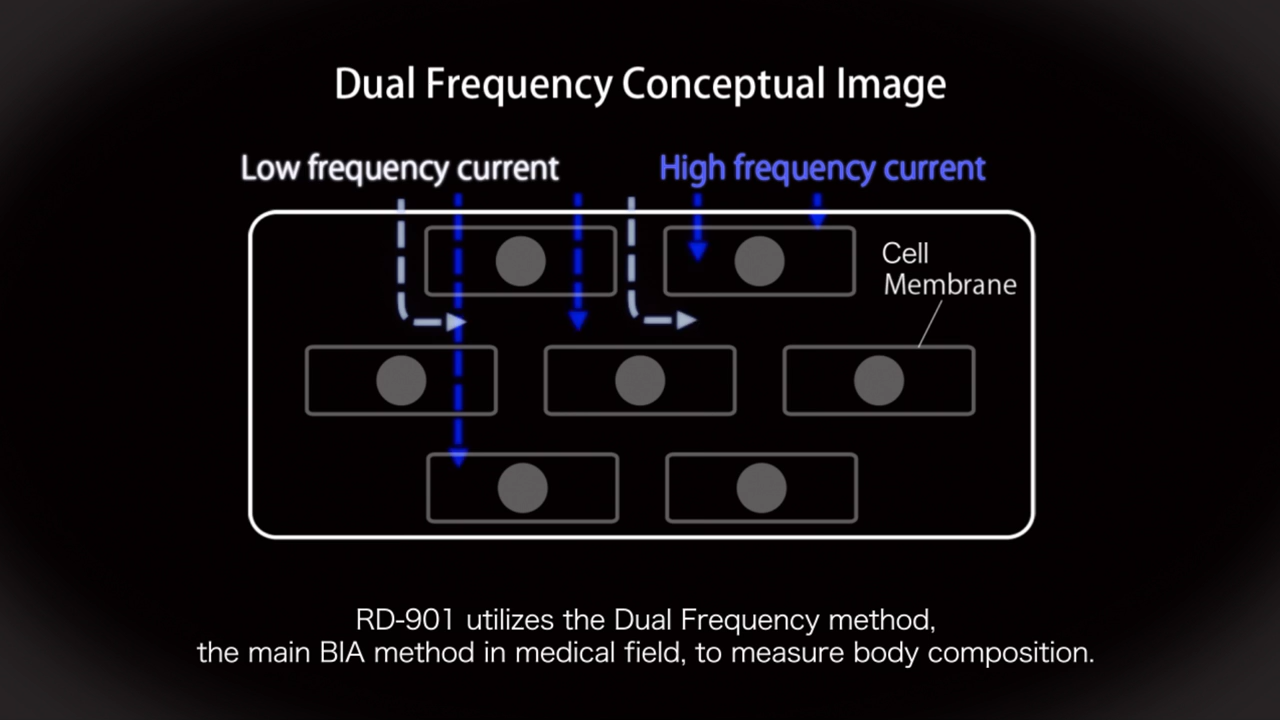 Dual Frequency Conceptual Image
Low frequency current
High frequency current
Cell
Membrane
RD-901 utilizes the Dual Frequency method,
the main BIA method in medical field, to measure body composition.